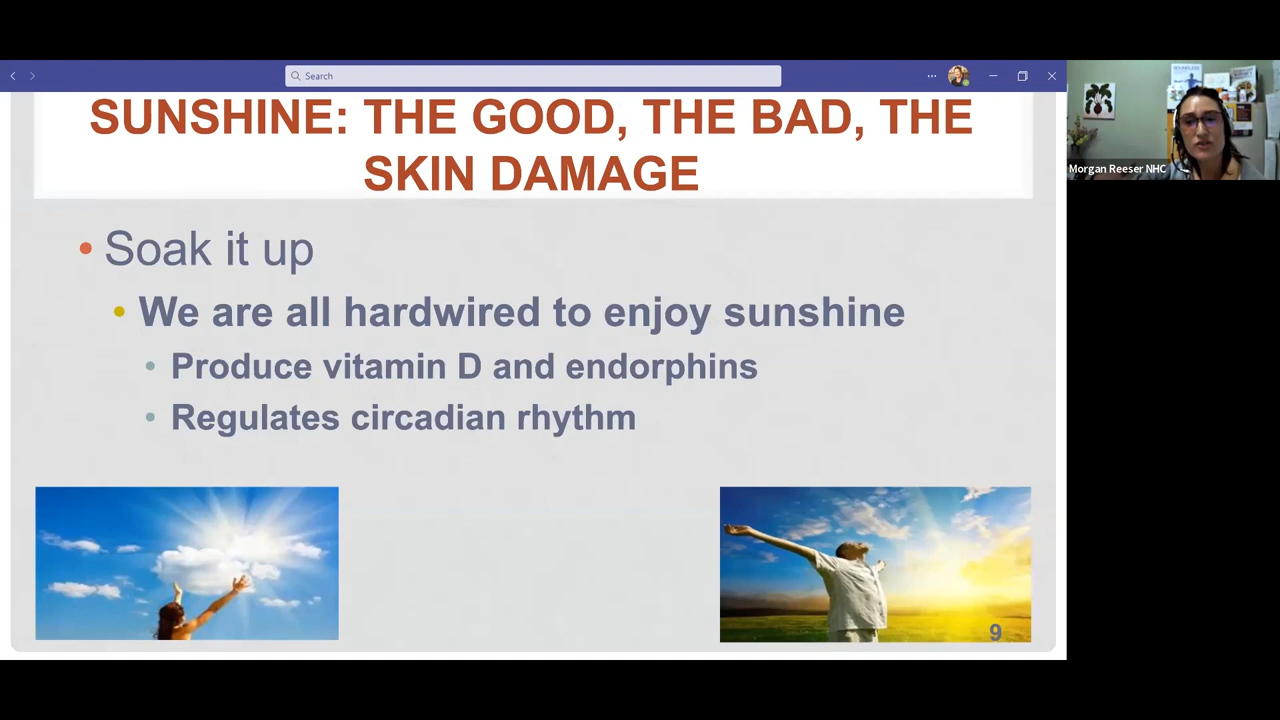 Search
SUNSHINE: THE GOOD, THE BAD, THE
SKIN DAMAGE
Soak it up
We are all hardwired to enjoy sunshine
Produce vitamin D and endorphins
Regulates circadian rhythm
9
Morgan Reeser NHC